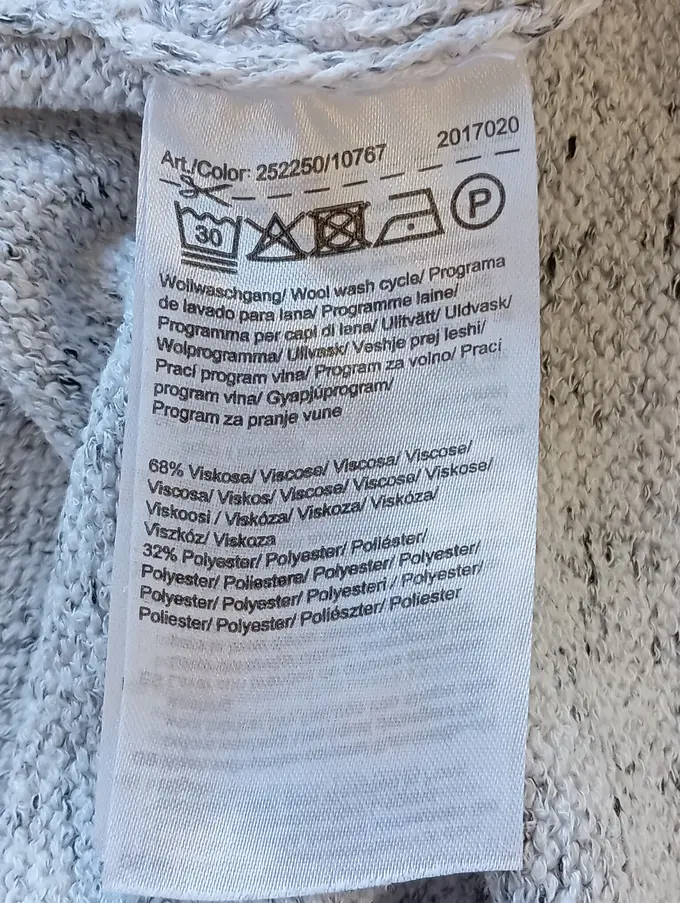 Art./Color: 252250/10767 2017020
30 P
Wollwaschgang/ Wool wash cycle/ Programa
de lavado para lana/ Programme laine/
Programma per capi di lana/ Ulltvätt/ Uldvask/
Wolprogramma/ Ullvask/ Veshje prej leshi/
Prací program vlna/ Program za volno/ Prací
program vlna/ Gyapjúprogram/
Program za pranje vune
68% Viskose/ Viscose/ Viscosa/ Viscose/
Viscosa/ Viskos/ Viscose/ Viscose/ Viskose/
Viskoosi / Viskóza/ Viskoza/ Viskóza/
Viszkóz/ Viskoza
32% Polyester/ Polyester/ Poliéster/
Polyester/ Poliestere/ Polyester/ Polyester/
Polyester/ Polyester/ Polyesteri / Polyester/
Poliester/ Polyester/ Poliészter/ Poliester